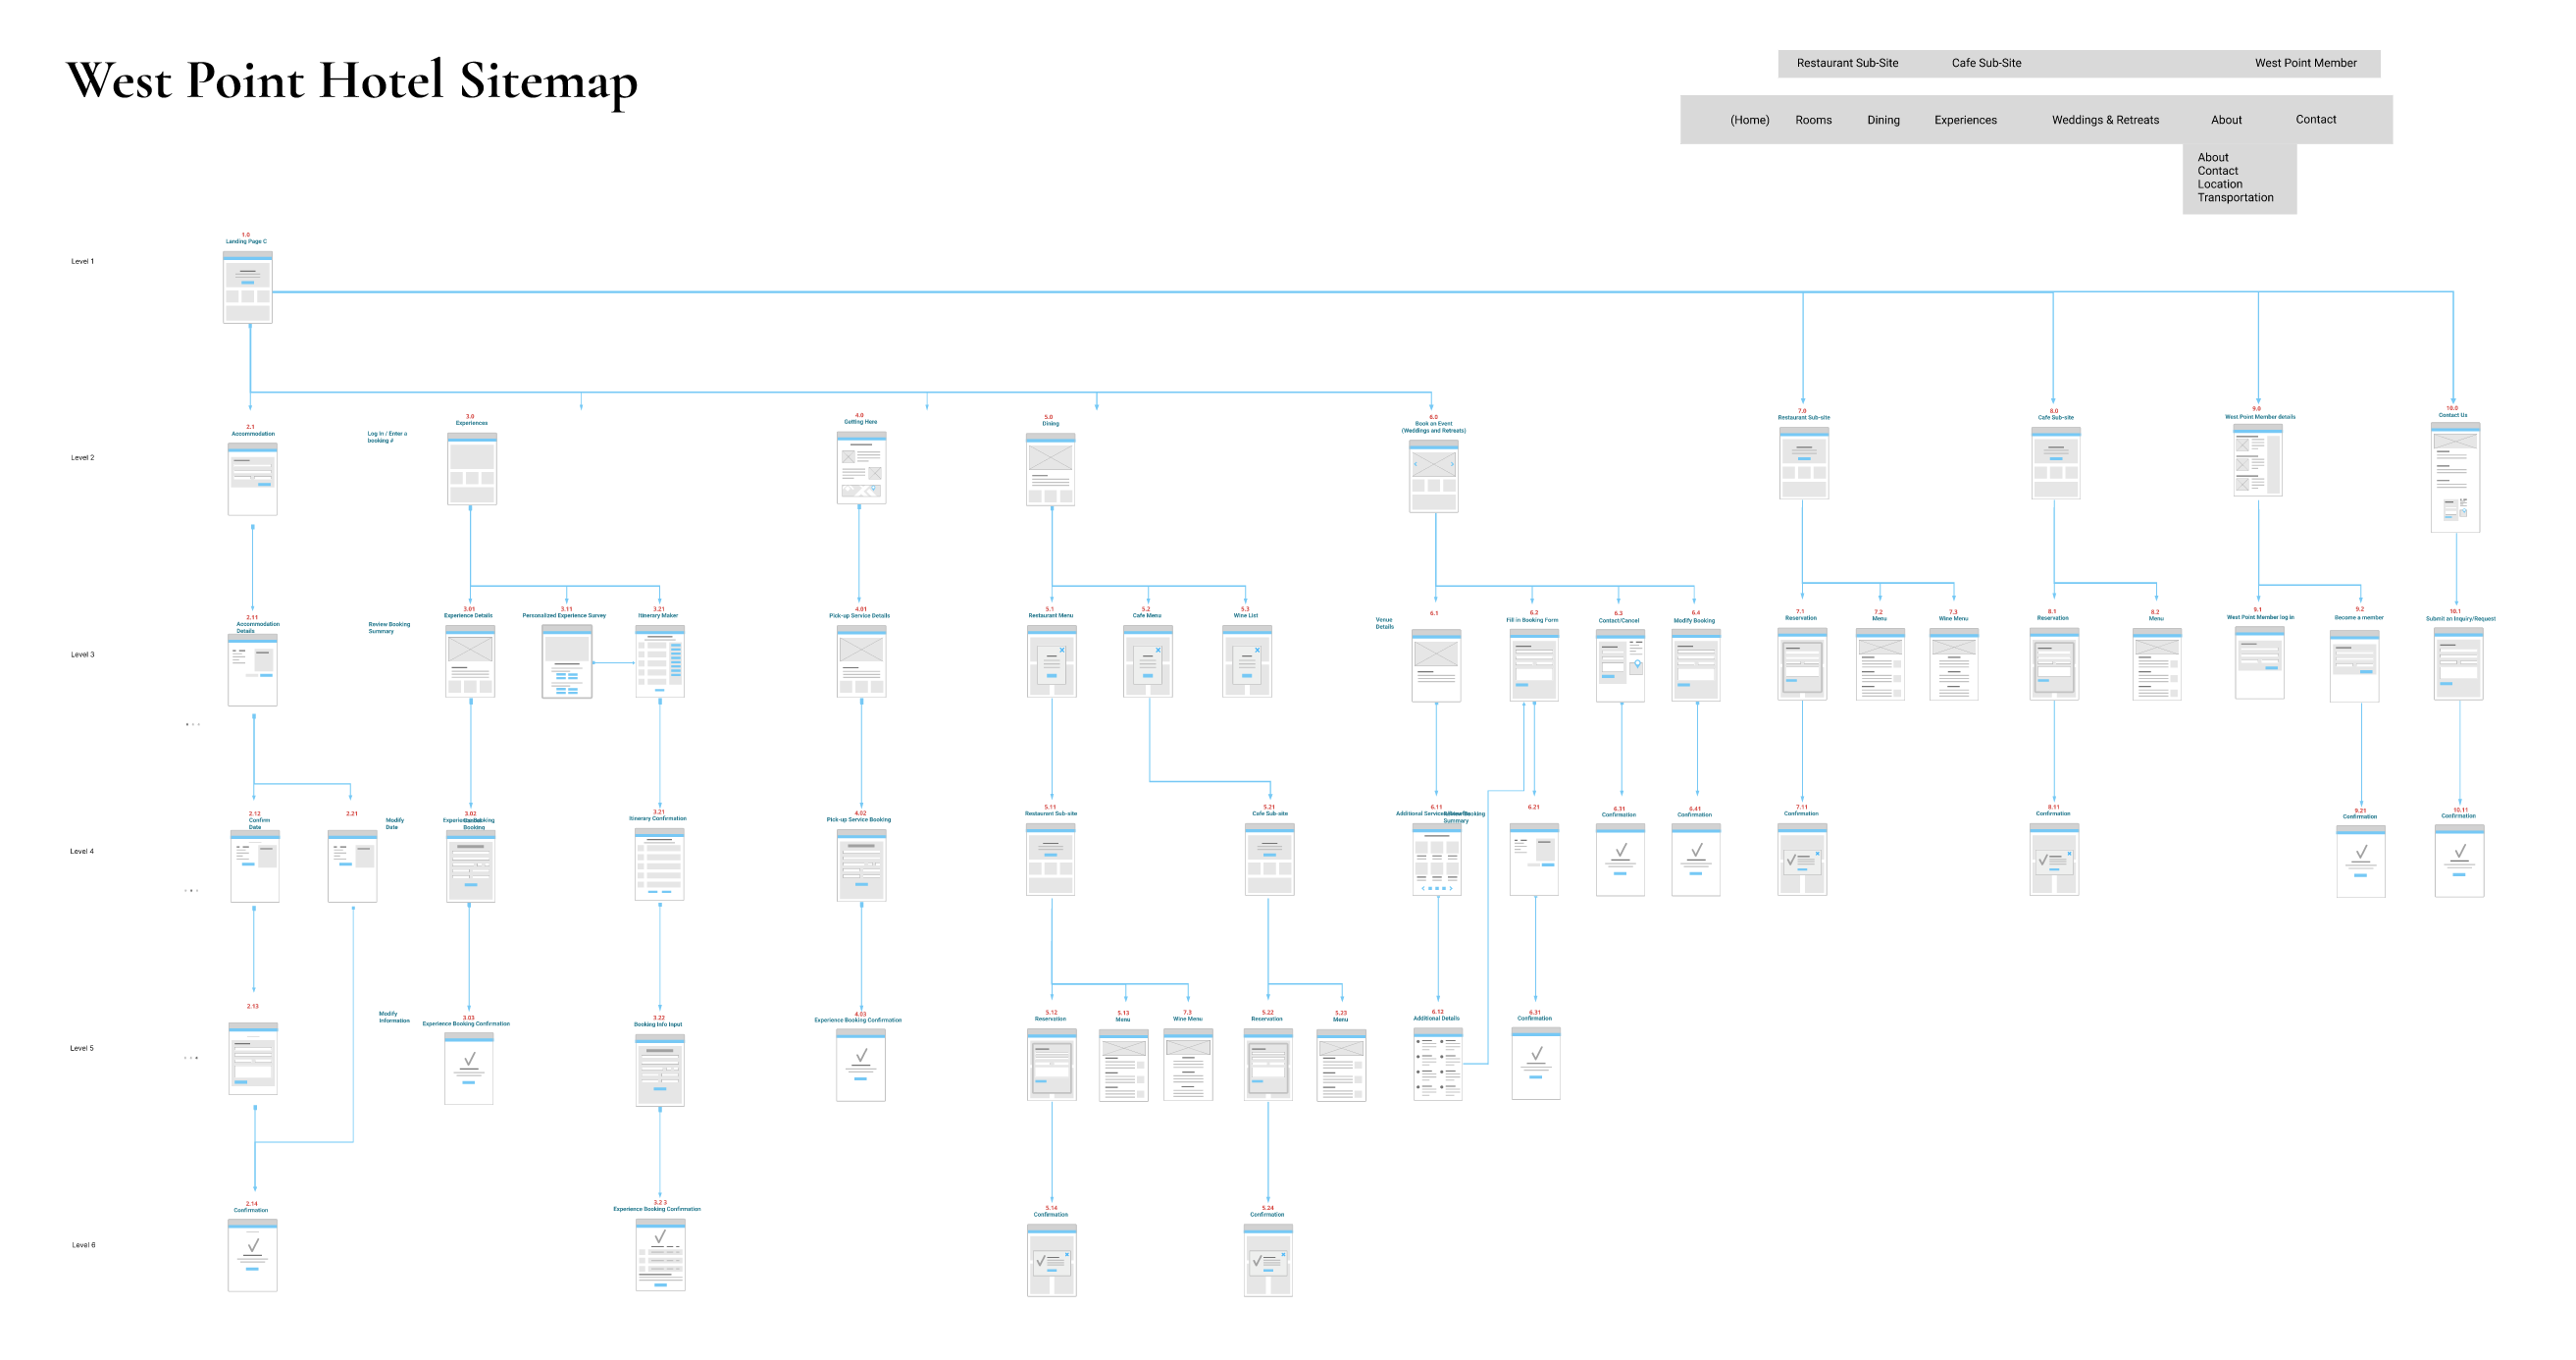 West Point Hotel Sitemap
Restaurant Sub-Site Cafe Sub-Site West Point Member
(Home) Rooms Dining Experiences Weddings & Retreats About Contact
About
Contact
Location
Transportation
Level 1
1.0
Landing Page C
Level 2
2.1
Accommodation
Log in / Enter a
booking #
3.0
Experiences
4.0
Getting Here
5.0
Dining
6.0
Book an Event
(Weddings and Retreats)
7.0
Restaurant Sub-site
8.0
Cafe Sub-site
9.0
West Point Member details
10.0
Contact Us
Level 3
2.11
Accommodation
Details
Review Booking
Summary
3.01
Experience Details
3.11
Personalized Experience Survey
3.21
Itinerary Maker
4.01
Pick-up Service Details
5.1
Restaurant Menu
5.2
Cafe Menu
5.3
Wine List
Venue
Details
6.1
6.2
Fill in Booking Form
6.3
Contact/Cancel
6.4
Modify Booking
7.1
Reservation
7.2
Menu
7.3
Wine Menu
8.1
Reservation
8.2
Menu
9.1
West Point Member log in
9.2
Become a member
10.1
Submit an Inquiry/Request
Level 4
2.12
Confirm
Date
2.21
Modify
Date
3.02
Experience Booking
Booking
3.21
Itinerary Confirmation
4.02
Pick-up Service Booking
5.11
Restaurant Sub-site
5.21
Cafe Sub-site
6.11
Additional Services
Booking
Summary
6.21
6.31
Confirmation
6.41
Confirmation
7.11
Confirmation
8.11
Confirmation
9.21
Confirmation
10.11
Confirmation
Level 5
2.13
Modify
Information
3.03
Experience Booking Confirmation
3.22
Booking Info Input
4.03
Experience Booking Confirmation
5.12
Reservation
5.13
Menu
7.3
Wine Menu
5.22
Reservation
5.23
Menu
6.12
Additional Details
6.31
Confirmation
Level 6
2.14
Confirmation
3.2 3
Experience Booking Confirmation
5.14
Confirmation
5.24
Confirmation